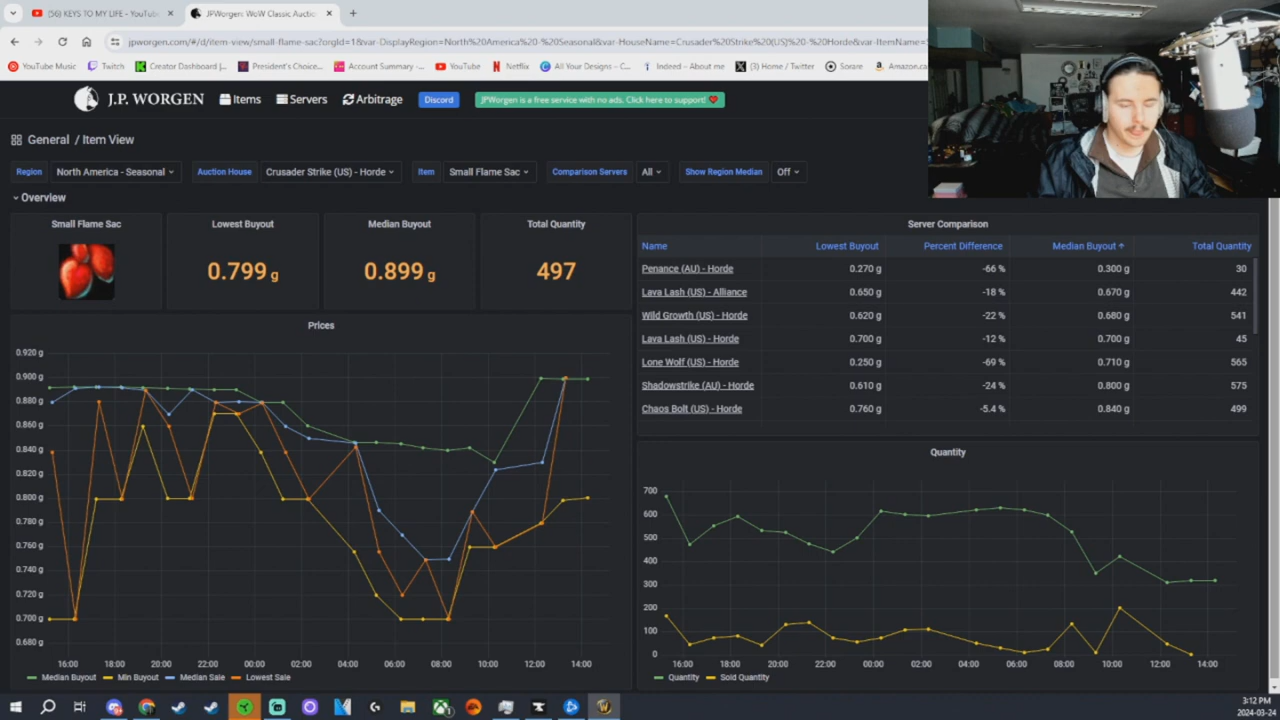 (56) KEYS TO MY LIFE - YouTub
JPWorgen: WoW Classic Auctio
jpworgen.com/#/d/item-view/small-flame-sac?orgId=1&var-DisplayRegion=North%20America%20-%20Seasonal&var-HouseName=Crusader%20Strike%20(US)%20-%20Horde&var-ItemName=
YouTube Music
Twitch
Creator Dashboard |...
President's Choice...
Account Summary -...
YouTube
Netflix
All Your Designs – C...
Indeed – About me
(3) Home / Twitter
Sorare
Amazon.ca
J.P. WORGEN
Items
Servers
Arbitrage
Discord
JPWorgen is a free service with no ads. Click here to support!
General / Item View
Region North America - Seasonal
Auction House Crusader Strike (US) - Horde
Item Small Flame Sac
Comparison Servers All
Show Region Median Off
Overview
Small Flame Sac
Lowest Buyout
0.799 g
Median Buyout
0.899 g
Total Quantity
497
Server Comparison
Name Lowest Buyout Percent Difference Median Buyout Total Quantity
Penance (AU) - Horde 0.270 g -66 % 0.300 g 30
Lava Lash (US) - Alliance 0.650 g -18 % 0.670 g 442
Wild Growth (US) - Horde 0.620 g -22 % 0.680 g 541
Lava Lash (US) - Horde 0.700 g -12 % 0.700 g 45
Lone Wolf (US) - Horde 0.250 g -69 % 0.710 g 565
Shadowstrike (AU) - Horde 0.610 g -24 % 0.800 g 575
Chaos Bolt (US) - Horde 0.760 g -5.4 % 0.840 g 499
Prices
0.920 g
0.900 g
0.880 g
0.860 g
0.840 g
0.820 g
0.800 g
0.780 g
0.760 g
0.740 g
0.720 g
0.700 g
0.680 g
16:00 18:00 20:00 22:00 00:00 02:00 04:00 06:00 08:00 10:00 12:00 14:00
Median Buyout Min Buyout Median Sale Lowest Sale
Quantity
700
600
500
400
300
200
100
0
16:00 18:00 20:00 22:00 00:00 02:00 04:00 06:00 08:00 10:00 12:00 14:00
Quantity Sold Quantity
3:12 PM
2024-03-24